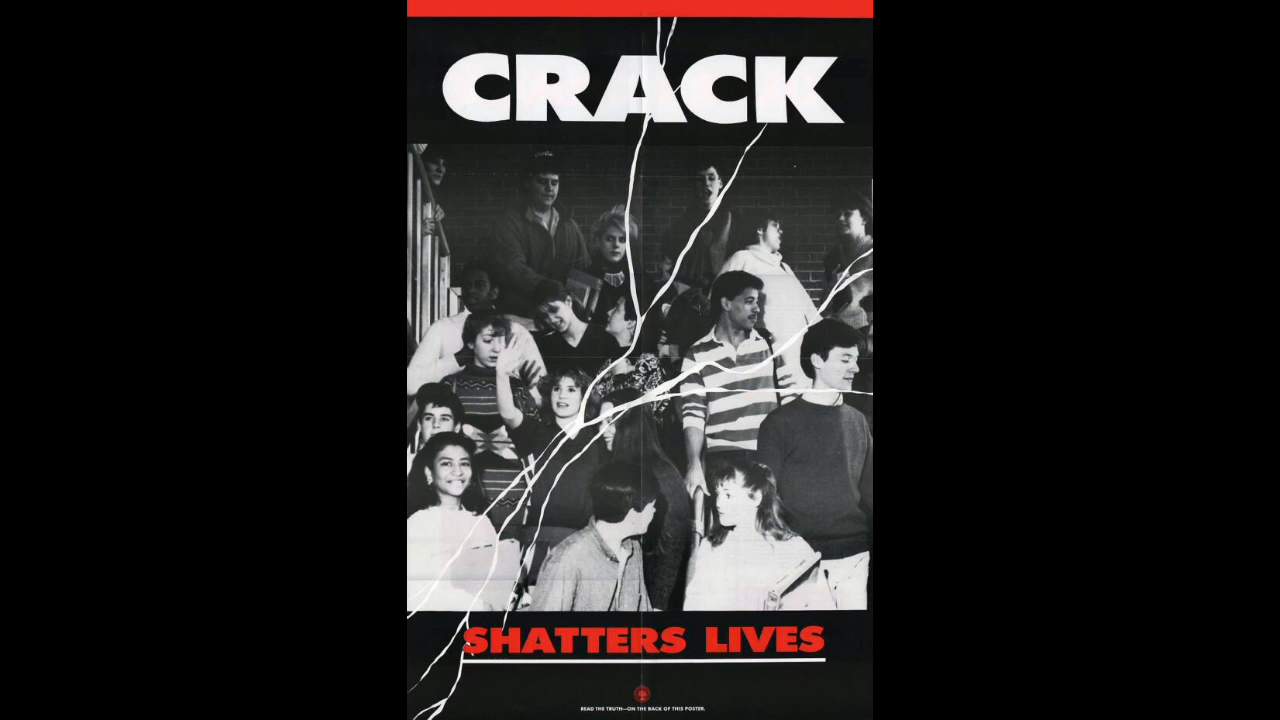 CRACK
SHATTERS LIVES
READ THE TRUTH—ON THE BACK OF THIS POSTER.